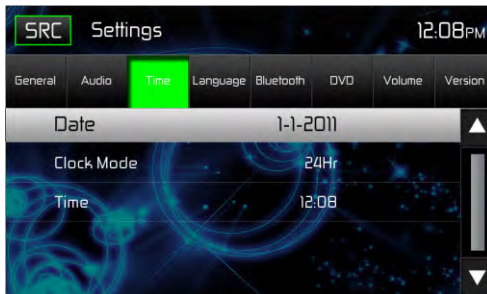 SRC Settings 12:08PM
General Audio Time Language Bluetooth DVD Volume Version
Date 1-1-2011
Clock Mode 24Hr
Time 12:08